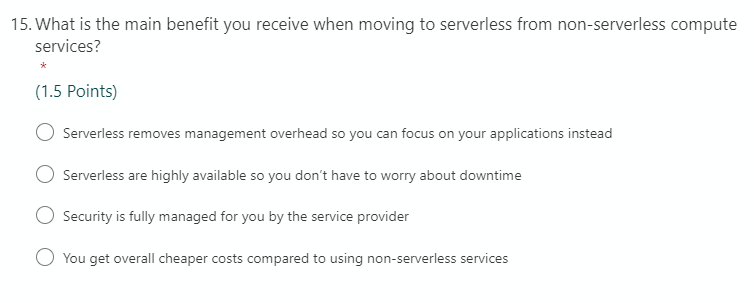 15. What is the main benefit you receive when moving to serverless from non-serverless compute
services?
*
(1.5 Points)
Serverless removes management overhead so you can focus on your applications instead
Serverless are highly available so you don't have to worry about downtime
Security is fully managed for you by the service provider
You get overall cheaper costs compared to using non-serverless services